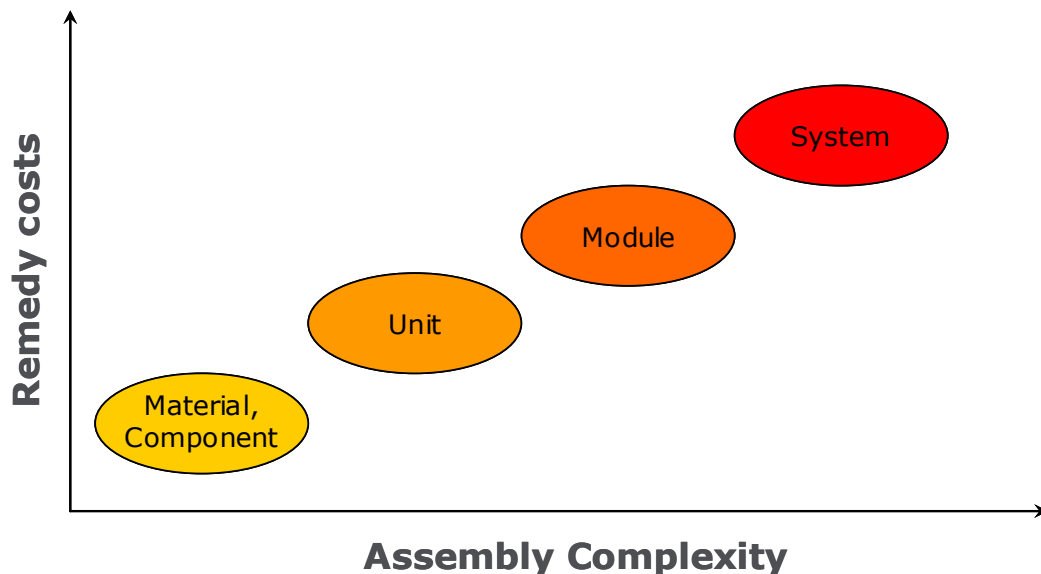 Remedy costs
System
Module
Unit
Material,
Component
Assembly Complexity